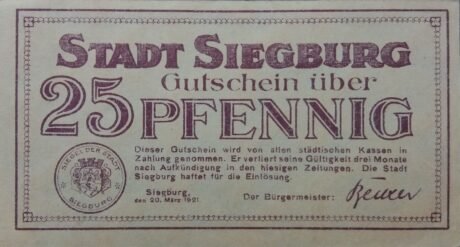 STADT SIEGBURG
Gutschein über
25 PFENNIG
Dieser Gutschein wird von allen städtischen Kassen in
Zahlung genommen. Er verliert seine Gültigkeit drei Monate
nach Aufkündigung in den hiesigen Zeitungen. Die Stadt
Siegburg haftet für die Einlösung.
SIEGEL DER STADT
SIEGBURG
Siegburg,
den 20. März 1921
Der Bürgermeister: